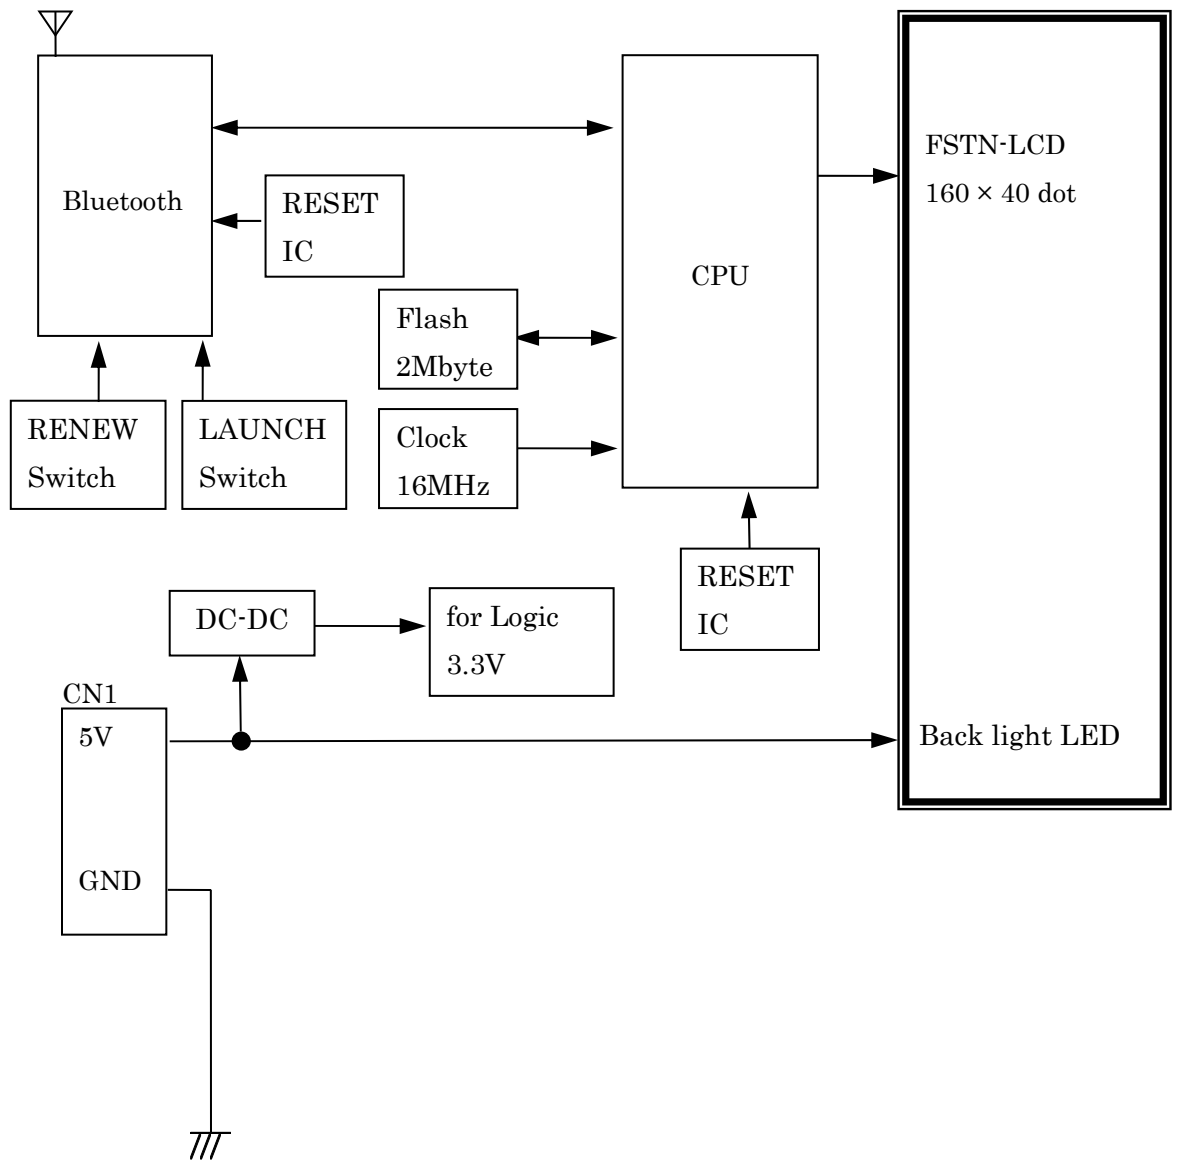 Bluetooth
RESET
IC
FSTN-LCD
160 × 40 dot
CPU
Flash
2Mbyte
RENEW
Switch
LAUNCH
Switch
Clock
16MHz
RESET
IC
DC-DC
for Logic
3.3V
CN1
5V
GND
Back light LED